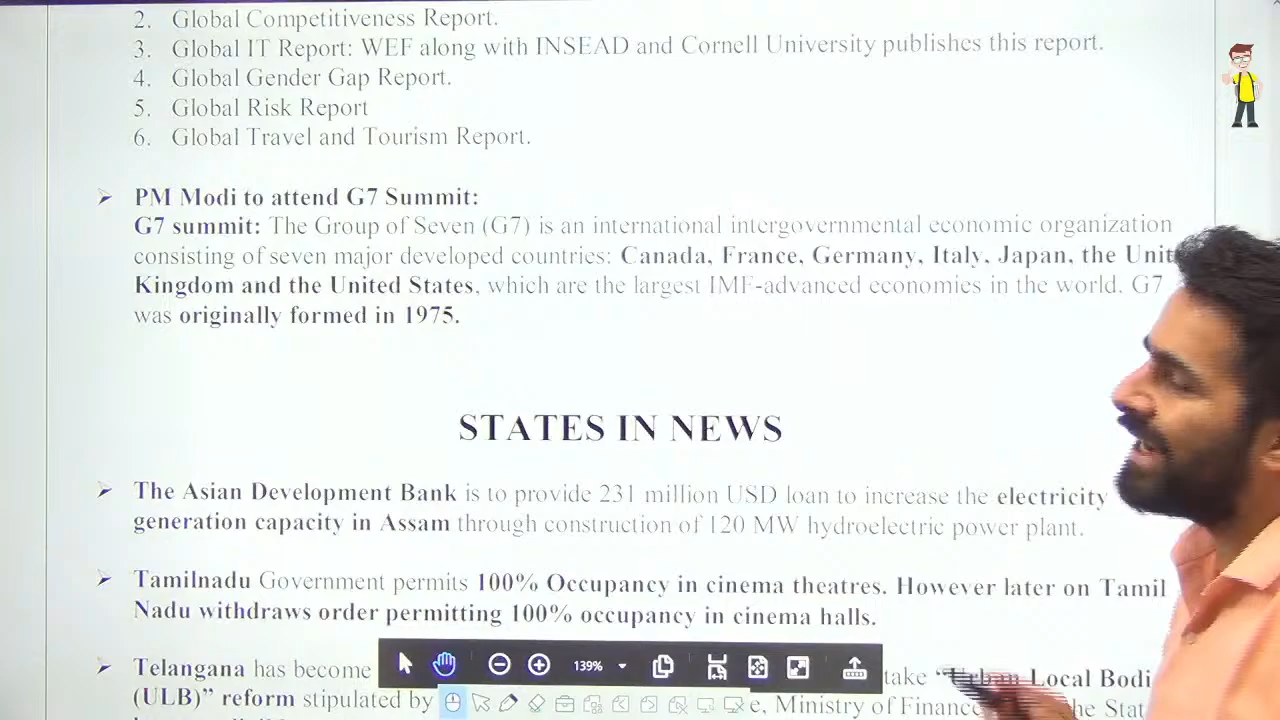 2. Global Competitiveness Report.
3. Global IT Report: WEF along with INSEAD and Cornell University publishes this report.
4. Global Gender Gap Report.
5. Global Risk Report
6. Global Travel and Tourism Report.
➢ PM Modi to attend G7 Summit:
G7 summit: The Group of Seven (G7) is an international intergovernmental economic organization
consisting of seven major developed countries: Canada, France, Germany, Italy, Japan, the Unit
Kingdom and the United States, which are the largest IMF-advanced economies in the world. G7
was originally formed in 1975.
STATES IN NEWS
➢ The Asian Development Bank is to provide 231 million USD loan to increase the electricity
generation capacity in Assam through construction of 120 MW hydroelectric power plant.
➢ Tamilnadu Government permits 100% Occupancy in cinema theatres. However later on Tamil
Nadu withdraws order permitting 100% occupancy in cinema halls.
139%
➢ Telangana has become take “Urban Local Bodi
(ULB)” reform stipulated by e, Ministry of Finance the Stat